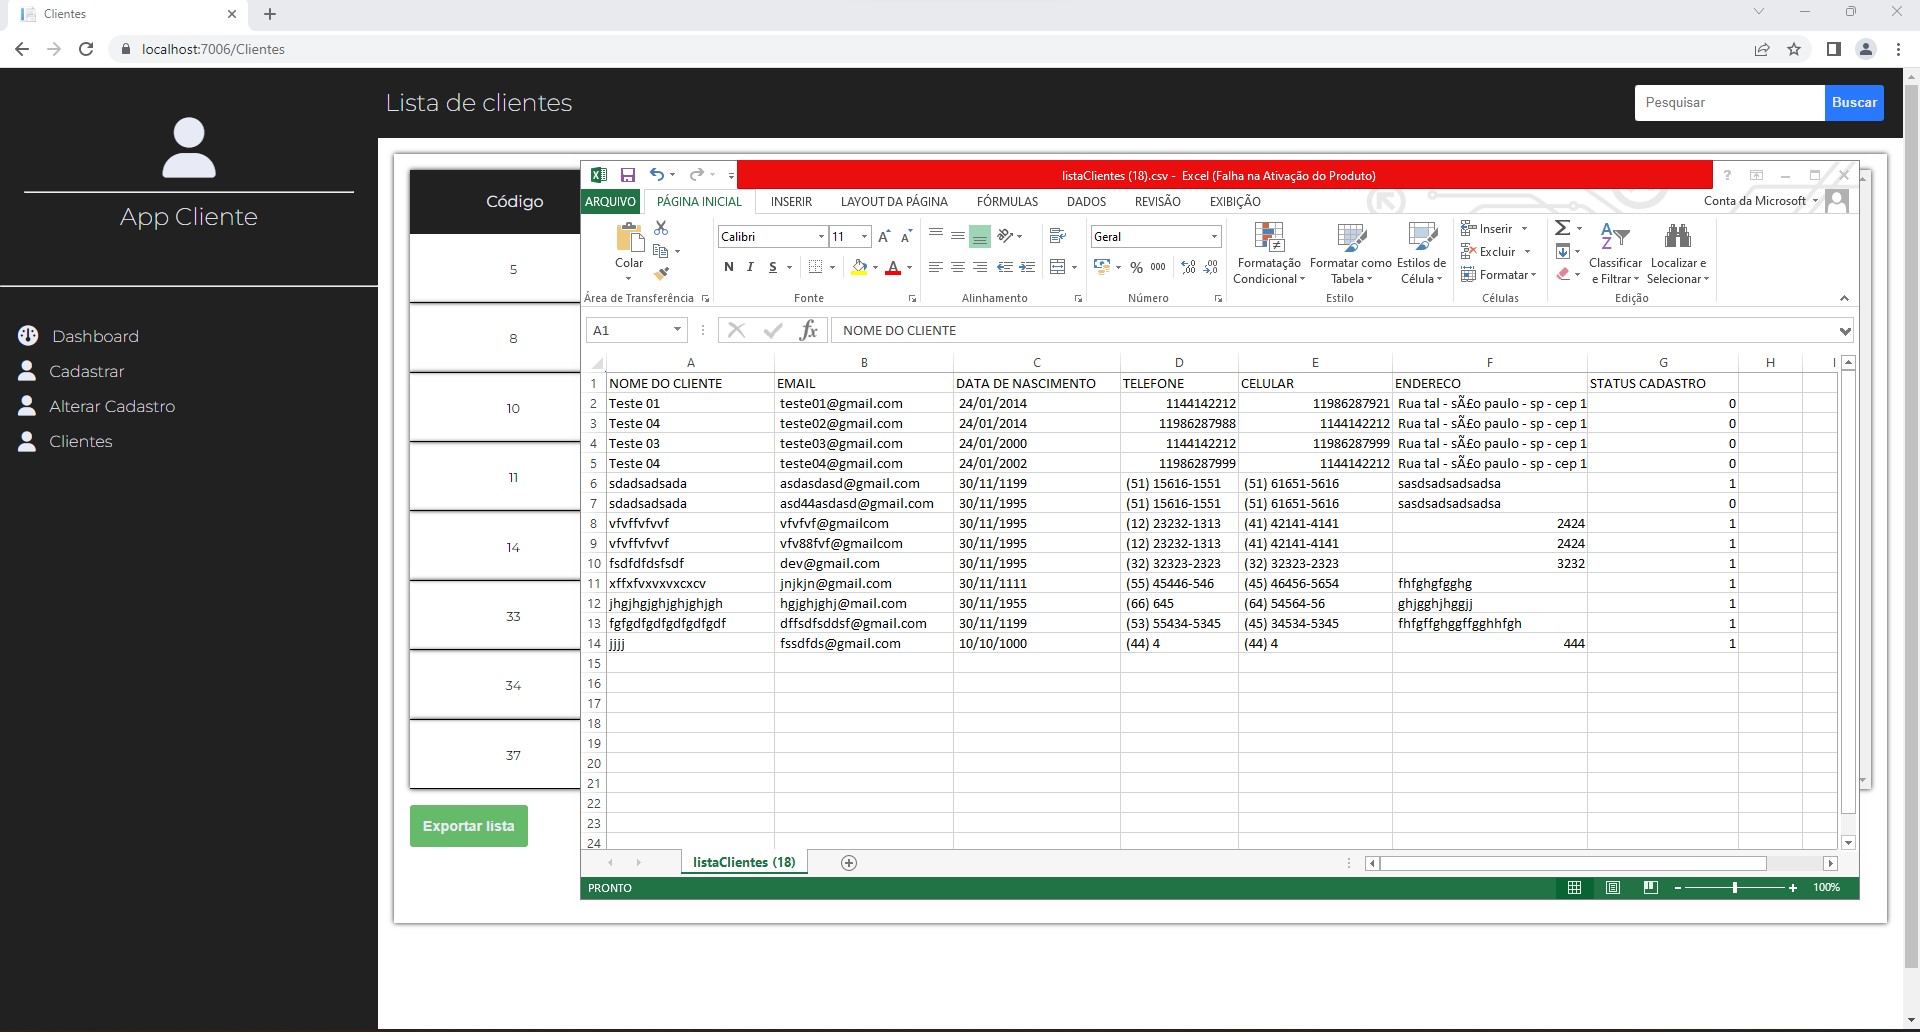 Clientes
localhost:7006/Clientes
Lista de clientes
Pesquisar
Buscar
App Cliente
Dashboard
Cadastrar
Alterar Cadastro
Clientes
Código
5
8
10
11
14
33
34
37
Exportar lista
listaClientes (18).csv - Excel (Falha na Ativação do Produto)
ARQUIVO PÁGINA INICIAL INSERIR LAYOUT DA PÁGINA FÓRMULAS DADOS REVISÃO EXIBIÇÃO Conta da Microsoft
Colar
Calibri 11
N I S
Geral
% 000
Formatação Condicional
Formatar como Tabela
Estilos de Célula
Inserir
Excluir
Formatar
Classificar e Filtrar
Localizar e Selecionar
Área de Transferência Fonte Alinhamento Número Estilo Células Edição
A1 fx NOME DO CLIENTE
A B C D E F G H I
1 NOME DO CLIENTE EMAIL DATA DE NASCIMENTO TELEFONE CELULAR ENDERECO STATUS CADASTRO
2 Teste 01 teste01@gmail.com 24/01/2014 1144142212 11986287921 Rua tal - sÃ£o paulo - sp - cep 1 0
3 Teste 04 teste02@gmail.com 24/01/2014 11986287988 1144142212 Rua tal - sÃ£o paulo - sp - cep 1 0
4 Teste 03 teste03@gmail.com 24/01/2000 1144142212 11986287999 Rua tal - sÃ£o paulo - sp - cep 1 0
5 Teste 04 teste04@gmail.com 24/01/2002 11986287999 1144142212 Rua tal - sÃ£o paulo - sp - cep 1 0
6 sdadsadsada asdasdasd@gmail.com 30/11/1199 (51) 15616-1551 (51) 61651-5616 sasdsadsadsadsa 1
7 sdadsadsada asd44asdasd@gmail.com 30/11/1995 (51) 15616-1551 (51) 61651-5616 sasdsadsadsadsa 0
8 vfvffvfvvf vfvfvf@gmailcom 30/11/1995 (12) 23232-1313 (41) 42141-4141 2424 1
9 vfvffvfvvf vfv88fvf@gmailcom 30/11/1995 (12) 23232-1313 (41) 42141-4141 2424 1
10 fsdfdfdsfsdf dev@gmail.com 30/11/1995 (32) 32323-2323 (32) 32323-2323 3232 1
11 xffxfvxvxvxcxcv jnjkjn@gmail.com 30/11/1111 (55) 45446-546 (45) 46456-5654 fhfghgfgghg 1
12 jhgjhgjghjghjghjgh hgjghjghj@mail.com 30/11/1955 (66) 645 (64) 54564-56 ghjgghjhggjj 1
13 fgfgdfgdfgdfgdfgdf dffsdfsddsf@gmail.com 30/11/1199 (53) 55434-5345 (45) 34534-5345 fhfgffghggffgghhfgh 1
14 jjjj fssdfds@gmail.com 10/10/1000 (44) 4 (44) 4 444 1
15
16
17
18
19
20
21
22
23
24
listaClientes (18)
PRONTO 100%